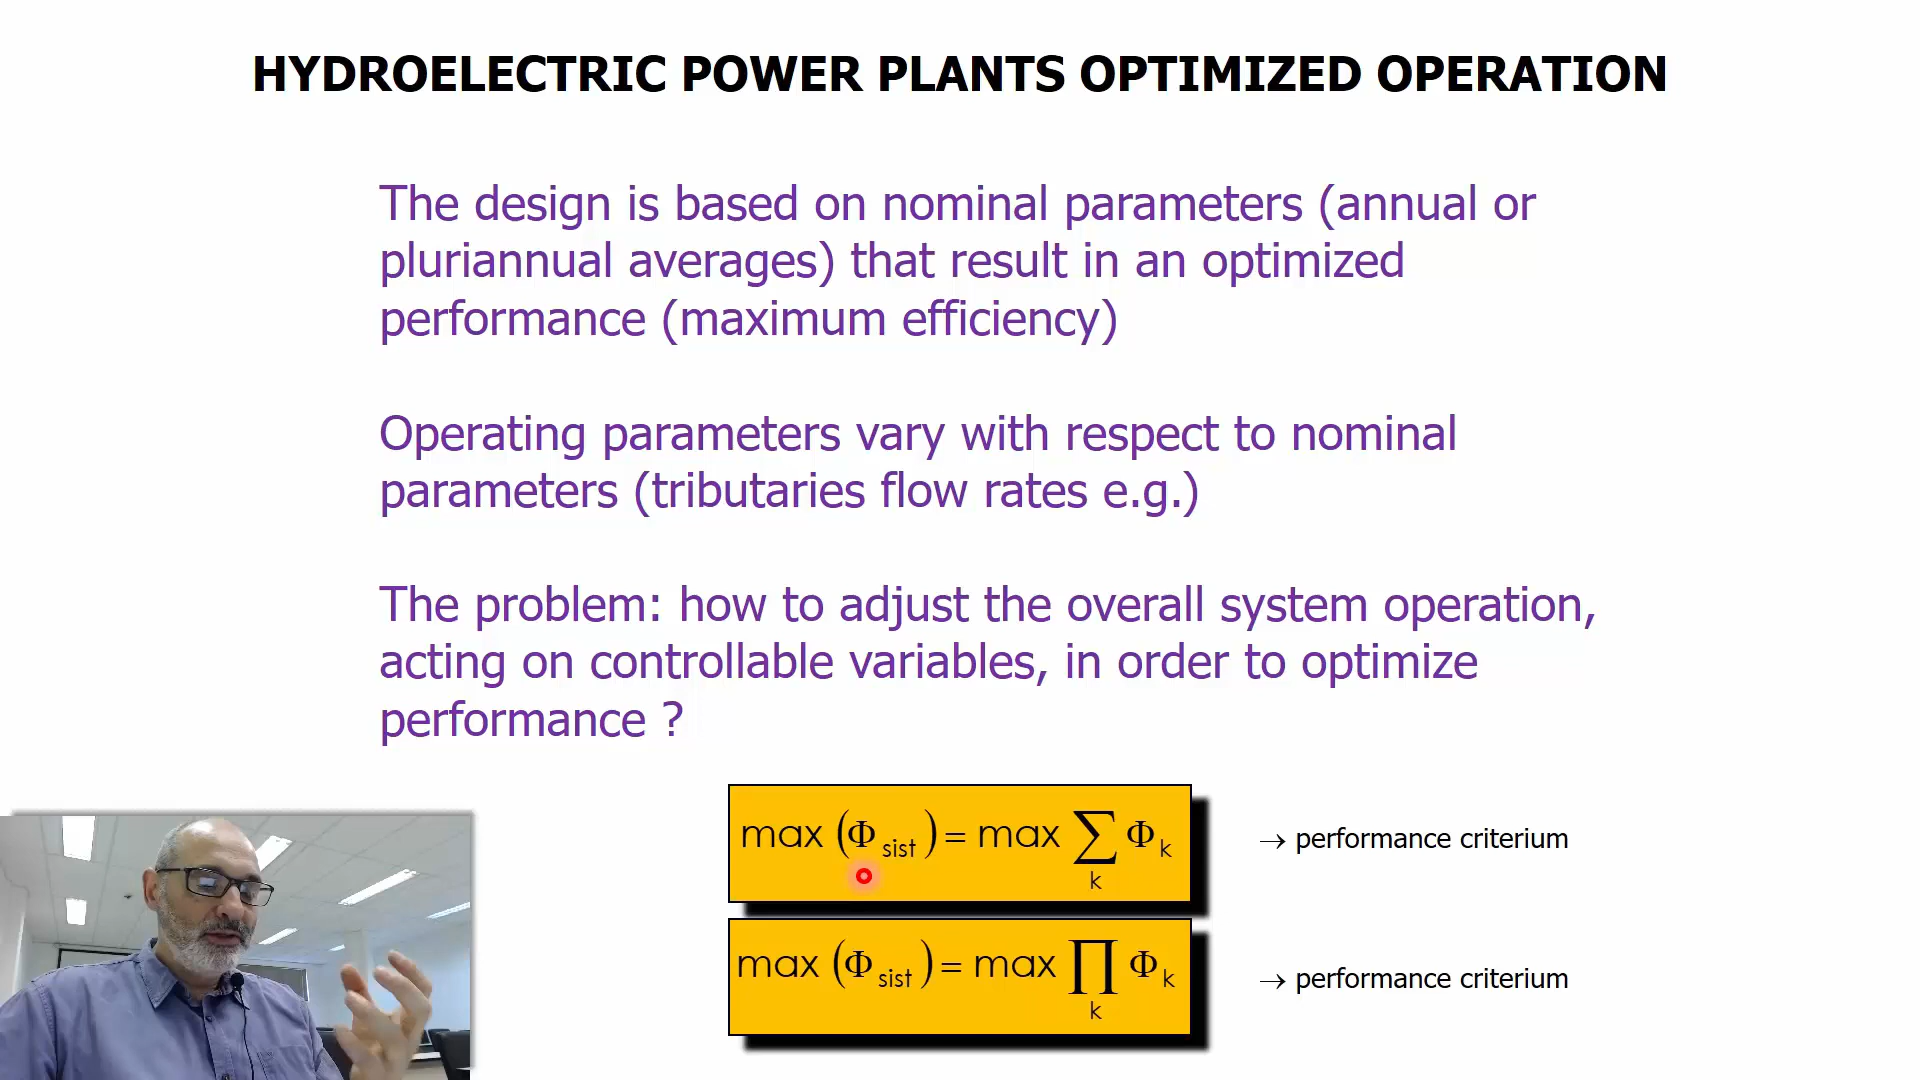 HYDROELECTRIC POWER PLANTS OPTIMIZED OPERATION
The design is based on nominal parameters (annual or
pluriannual averages) that result in an optimized
performance (maximum efficiency)
Operating parameters vary with respect to nominal
parameters (tributaries flow rates e.g.)
The problem: how to adjust the overall system operation,
acting on controllable variables, in order to optimize
performance ?
max (Φ sist) = max ∑ k Φ k → performance criterium
max (Φ sist) = max ∏ k Φ k → performance criterium